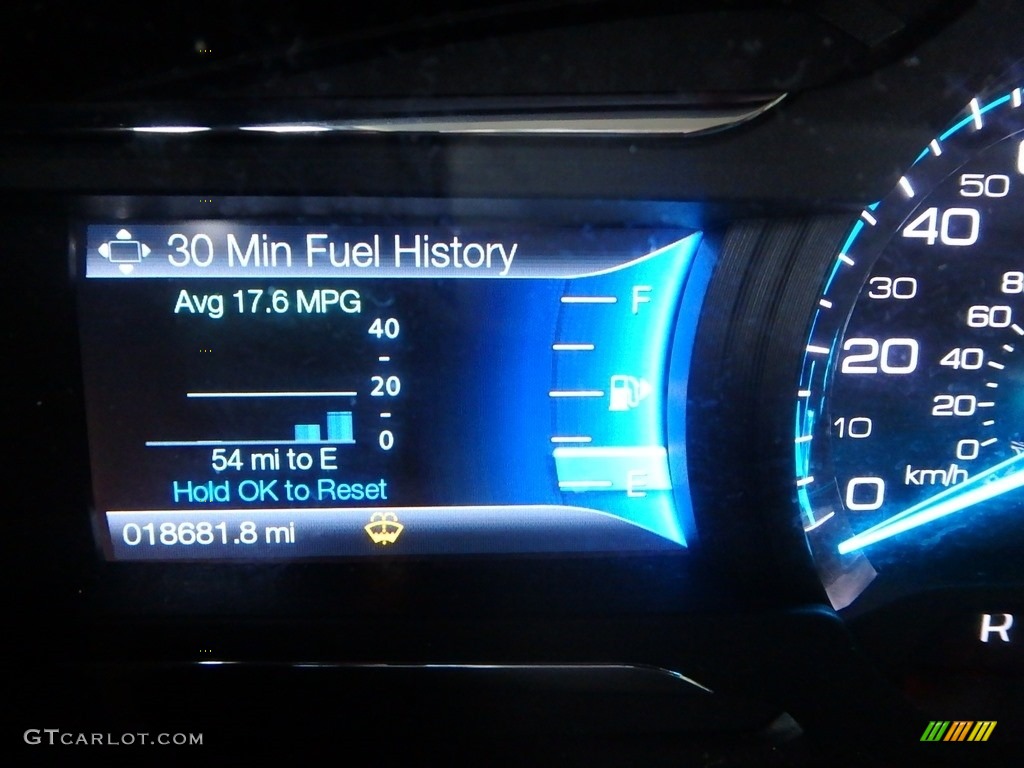 30 Min Fuel History
Avg 17.6 MPG
40
20
0
54 mi to E
Hold OK to Reset
018681.8 mi
F
E
50
40
30
20
10
0
60
40
20
0
km/h
R
GTCARLOT.COM